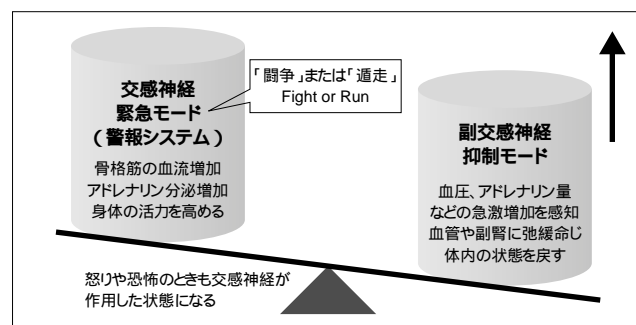 交感神経
緊急モード
(警報システム)
骨格筋の血流増加
アドレナリン分泌増加
身体の活力を高める
「闘争」または「遁走」
Fight or Run
副交感神経
抑制モード
血圧、アドレナリン量
などの急激増加を感知
血管や副腎に弛緩命じ
体内の状態を戻す
怒りや恐怖のときも交感神経が
作用した状態になる